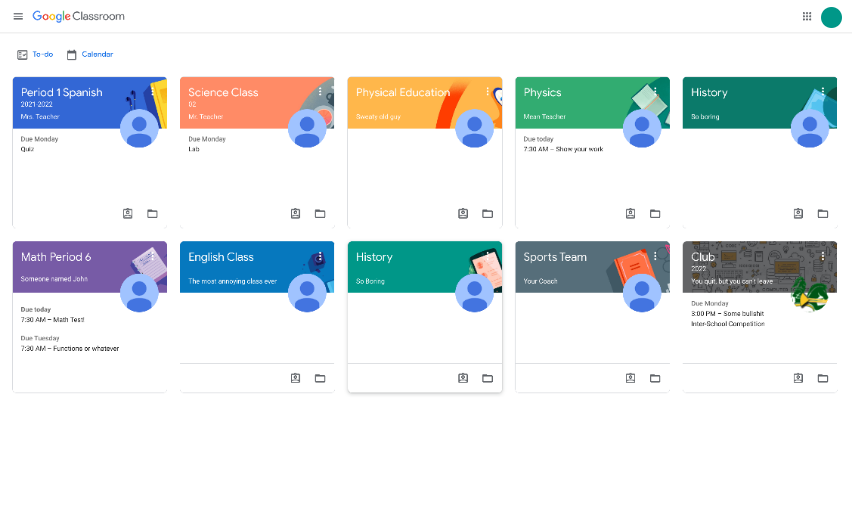 Google Classroom
To-do
Calendar
Period 1 Spanish
2021-2022
Mrs. Teacher
Due Monday
Quiz
Science Class
02
Mr. Teacher
Due Monday
Lab
Physical Education
Sweaty old guy
Physics
Mean Teacher
Due today
7:30 AM – Show your work
History
So boring
Math Period 6
Someone named John
Due today
7:30 AM – Math Test!
Due Tuesday
7:30 AM – Functions or whatever
English Class
The most annoying class ever
History
So Boring
Sports Team
Your Coach
Club
2022
You quit, but you can't leave
Due Monday
3:00 PM – Some bullshit
Inter-School Competition